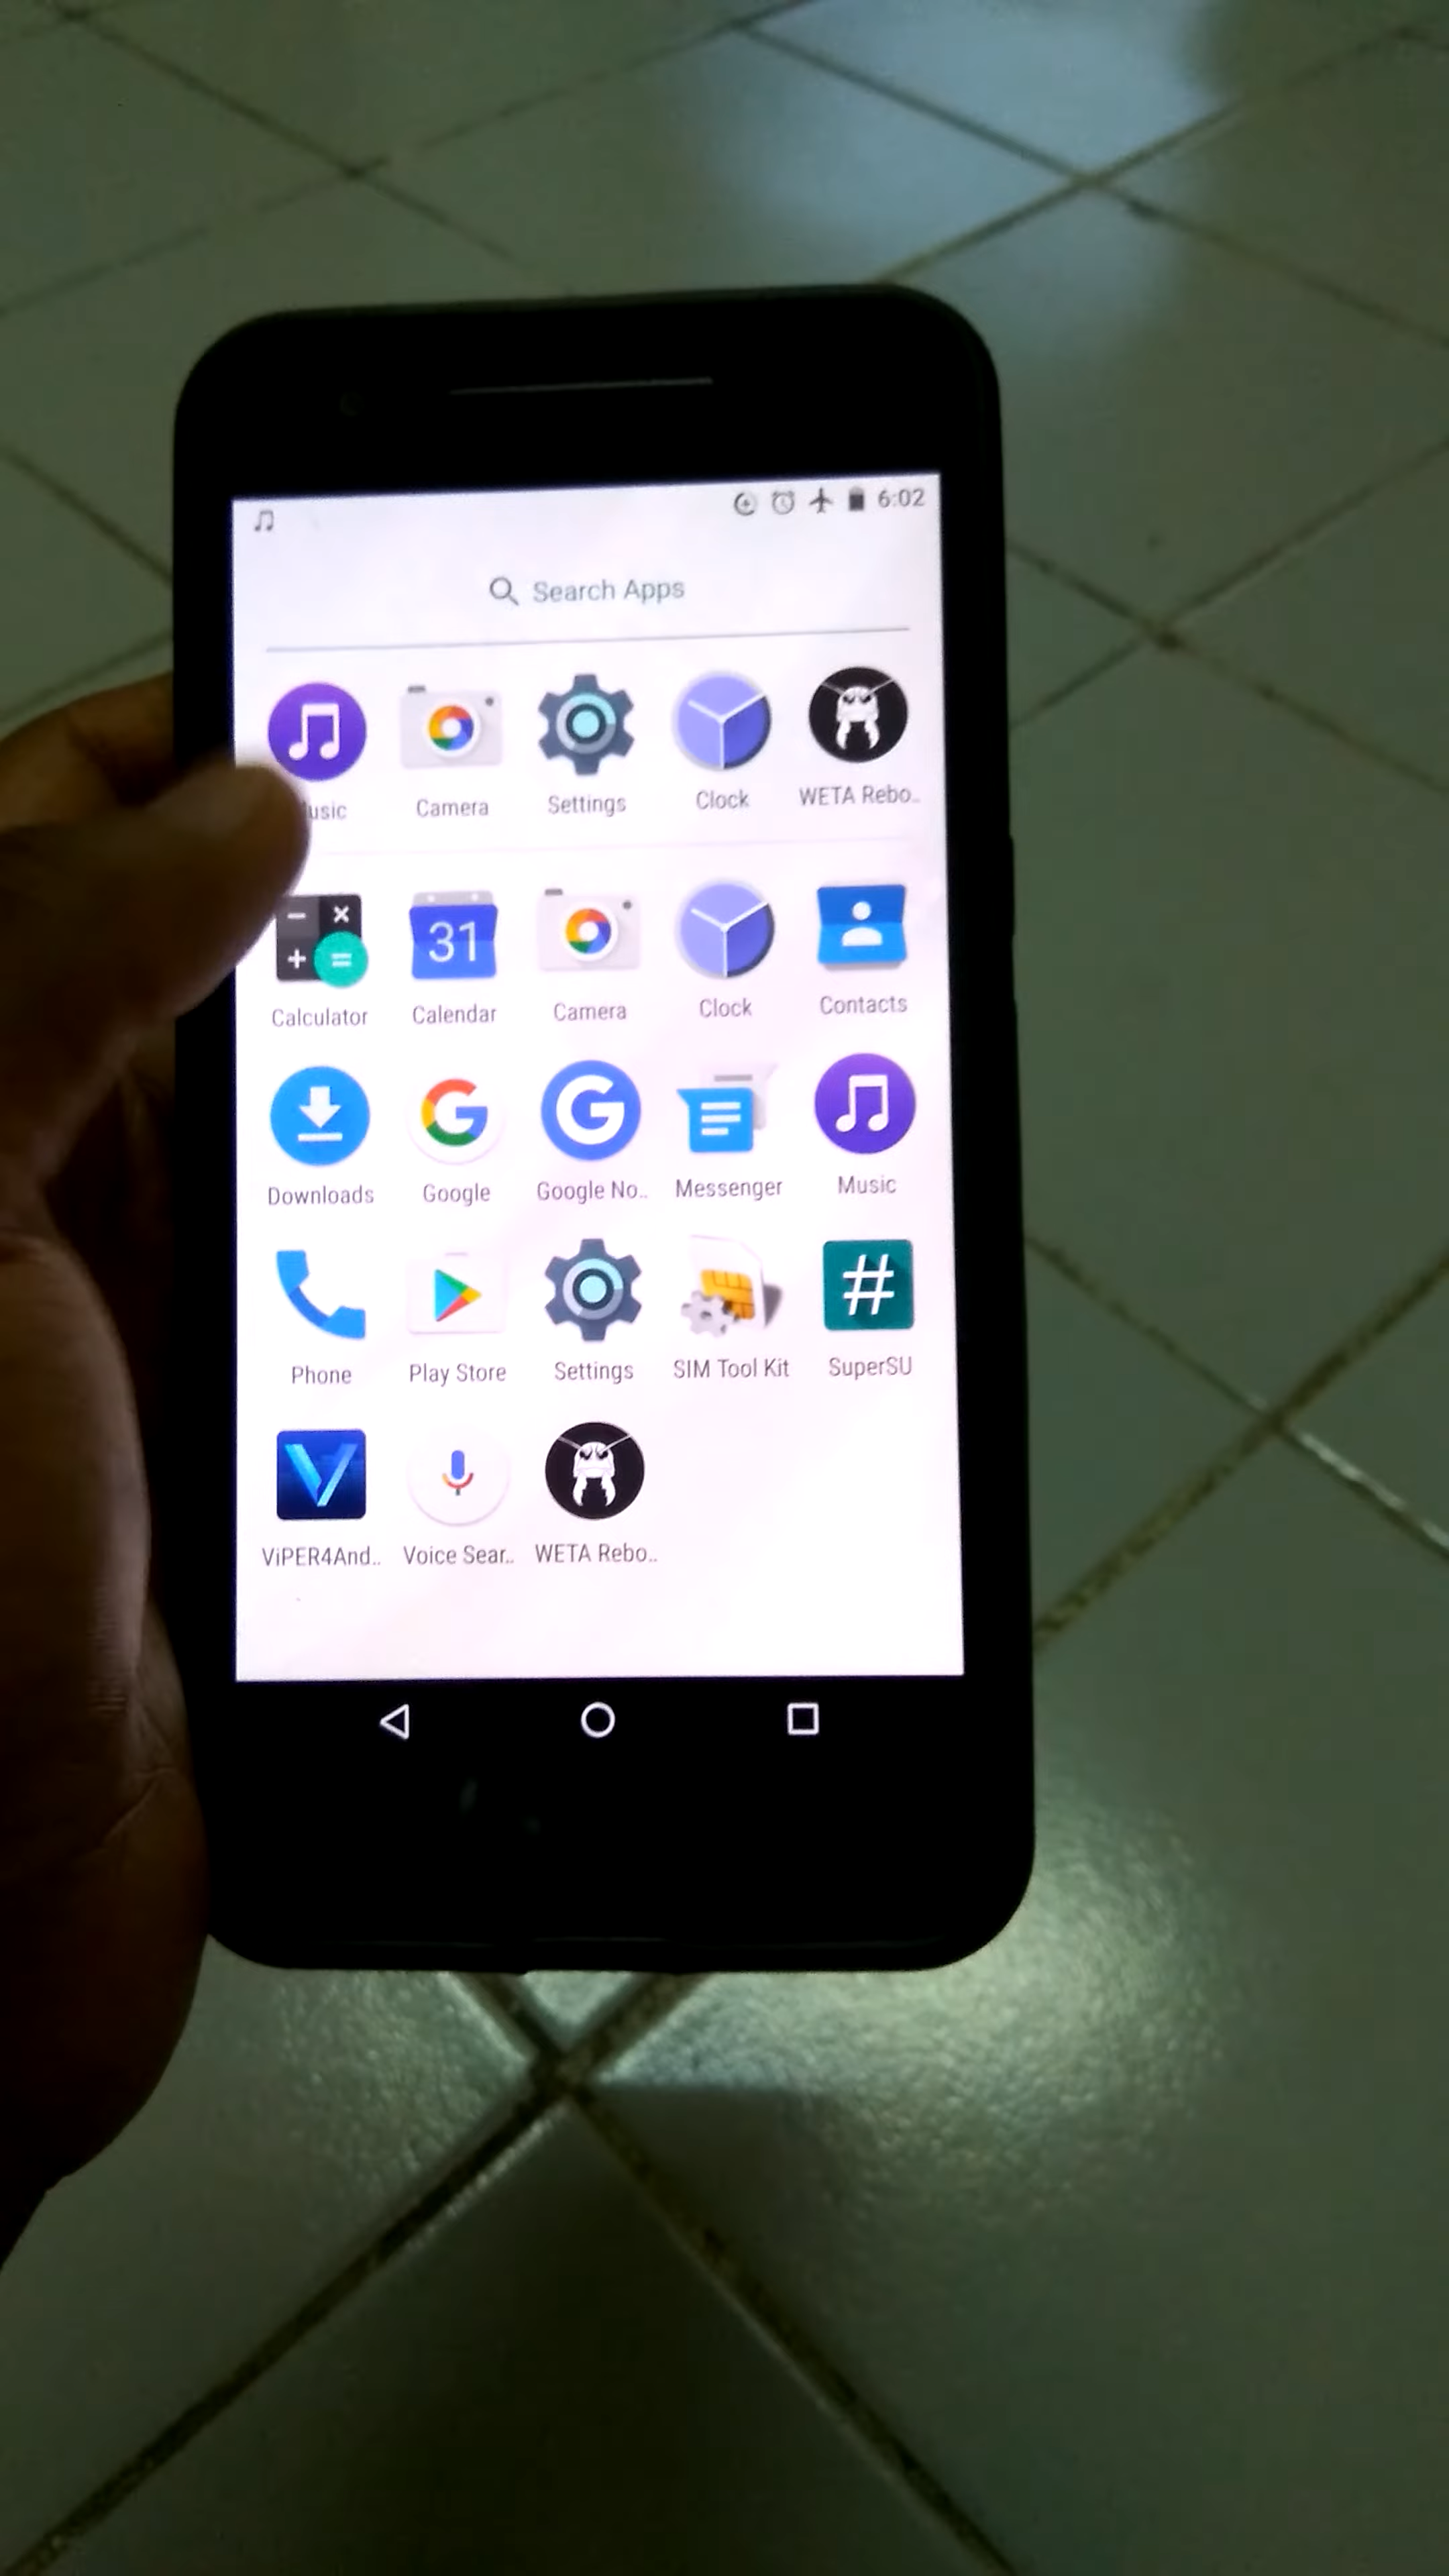 6:02
Search Apps
usic Camera Settings Clock WETA Rebo..
31
Calculator Calendar Camera Clock Contacts
G G
Downloads Google Google No.. Messenger Music
#
Phone Play Store Settings SIM Tool Kit SuperSU
V
ViPER4And.. Voice Sear.. WETA Rebo..